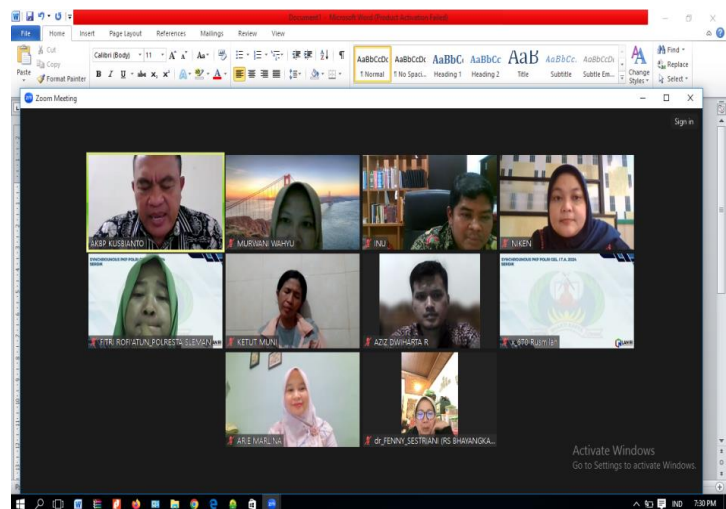 Document1 - Microsoft Word (Product Activation Failed)
File Home Insert Page Layout References Mailings Review View
Cut
Copy
Format Painter
Paste
Calibri (Body) 11
AaBbCcDc AaBbCcDc AaBbC AaBbCc AaB AaBbCc. AaBbCcDi
1 Normal 1 No Spaci... Heading 1 Heading 2 Title Subtitle Subtle Em...
Change
Styles
Find
Replace
Select
Zoom Meeting
Sign in
AKBP KUSBIANTO
MURWANI WAHYU
INU
NIKEN
FITRI ROFI'ATUN_POLRESTA SLEMAN
KETUT MUNI
AZIZ DWIHARTA R
ARIE MARLINA
dr_FENNY_SESTRIANI (RS BHAYANGKA...
Activate Windows
Go to Settings to activate Windows.
IND 7:30 PM